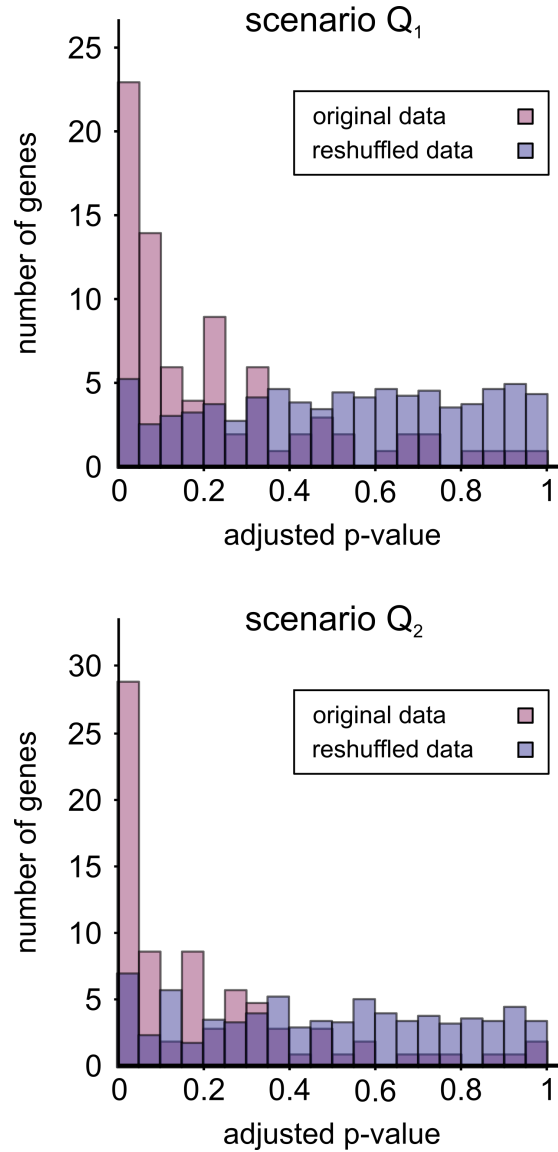 scenario Q₁
25
20
15
10
5
0
number of genes
original data
reshuffled data
0 0.2 0.4 0.6 0.8 1
adjusted p-value
scenario Q₂
30
25
20
15
10
5
0
number of genes
original data
reshuffled data
0 0.2 0.4 0.6 0.8 1
adjusted p-value